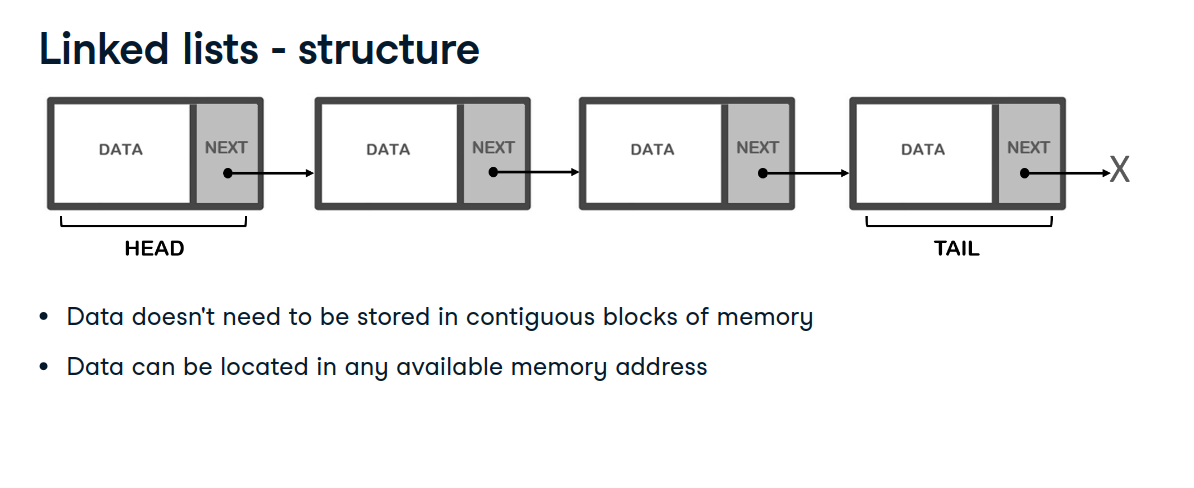 Linked lists - structure
DATA NEXT DATA NEXT DATA NEXT DATA NEXT X
HEAD TAIL
• Data doesn't need to be stored in contiguous blocks of memory
• Data can be located in any available memory address